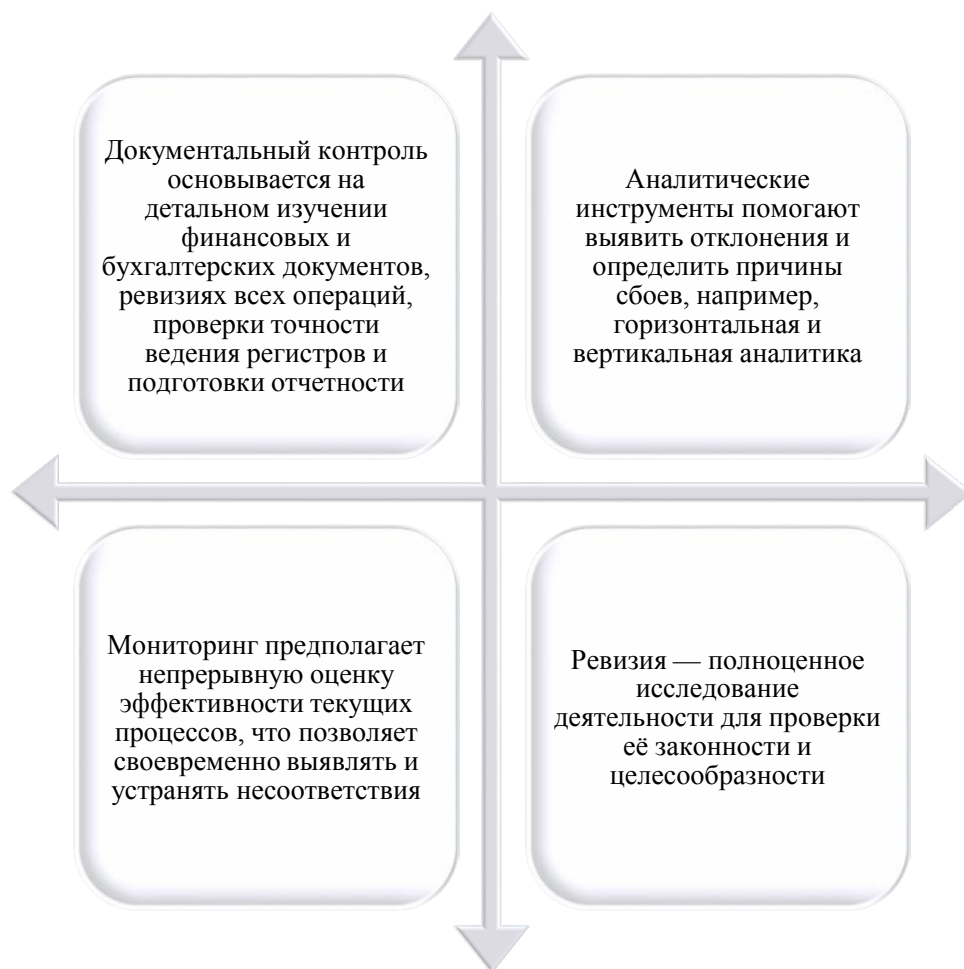 Документальный контроль
основывается на
детальном изучении
финансовых и
бухгалтерских документов,
ревизиях всех операций,
проверки точности
ведения регистров и
подготовки отчетности
Аналитические
инструменты помогают
выявить отклонения и
определить причины
сбоев, например,
горизонтальная и
вертикальная аналитика
Мониторинг предполагает
непрерывную оценку
эффективности текущих
процессов, что позволяет
своевременно выявлять и
устранять несоответствия
Ревизия — полноценное
исследование
деятельности для проверки
её законности и
целесообразности